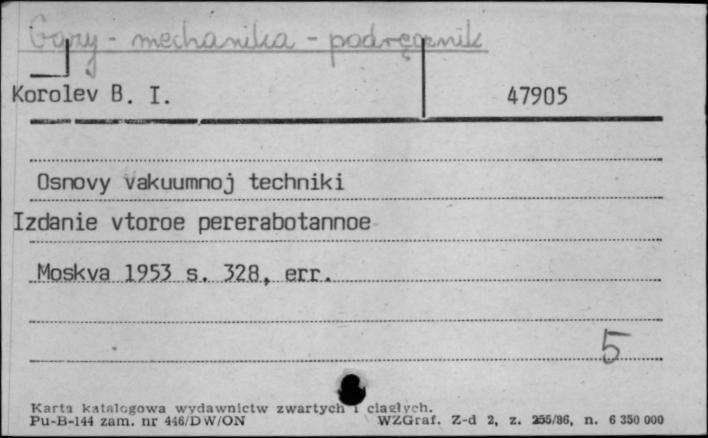 Gazy - mechanika - podręcznik
Korolev B. I. 47905
Osnovy vakuumnoj techniki
Izdanie vtoroe pererabotannoe
Moskva 1953 s. 328, err.
5
Karta katalogowa wydawnictw zwartych i ciągłych.
Pu-B-144 zam. nr 446/DW/ON WZGraf. Z-d 2, z. 255/86, n. 6 350 000